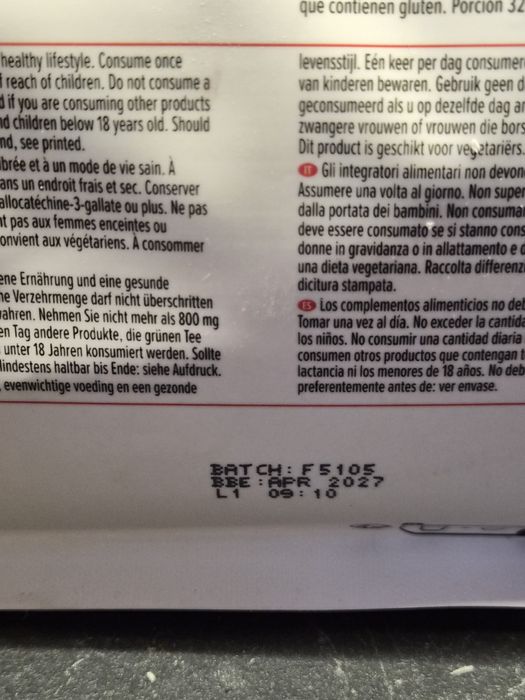 que contienen gluten. Porción 32
healthy lifestyle. Consume once
reach of children. Do not consume a
d if you are consuming other products
nd children below 18 years old. Should
nd, see printed.
ibrée et à un mode de vie sain. À
ans un endroit frais et sec. Conserver
allocatéchine-3-gallate ou plus. Ne pas
nt pas aux femmes enceintes ou
onvient aux végétariens. À consommer
ene Ernährung und eine gesunde
ne Verzehrmenge darf nicht überschritten
wahren. Nehmen Sie nicht mehr als 800 mg
en Tag andere Produkte, die grünen Tee
unter 18 Jahren konsumiert werden. Sollte
Mindestens haltbar bis Ende: siehe Aufdruck.
, evenwichtige voeding en een gezonde
levensstijl. Eén keer per dag consumere
van kinderen bewaren. Gebruik geen d
geconsumeerd als u op dezelfde dag an
zwangere vrouwen of vrouwen die bors
Dit product is geschikt voor vegetariërs.
IT Gli integratori alimentari non devon
Assumere una volta al giorno. Non super
dalla portata dei bambini. Non consumar
deve essere consumato se si stanno cons
donne in gravidanza o in allattamento e d
una dieta vegetariana. Raccolta differenzi
dicitura stampata.
ES Los complementos alimenticios no deb
Tomar una vez al día. No exceder la cantida
los niños. No consumir una cantidad diaria
consumen otros productos que contengan t
lactancia ni los menores de 18 años. No deb
preferentemente antes de: ver envase.
BATCH: F5105
BBE: APR 2027
L1 09:10